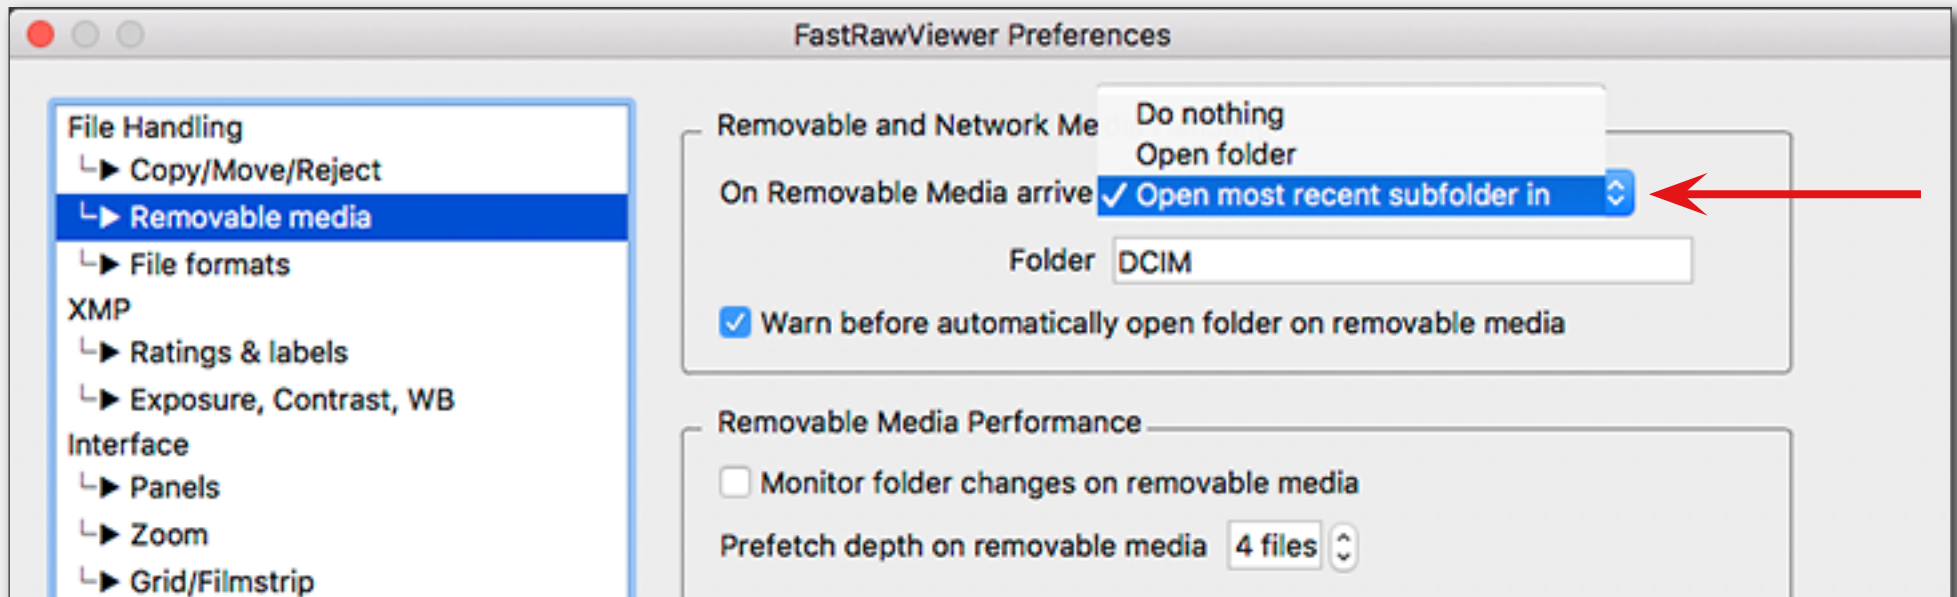 FastRawViewer Preferences
File Handling
Copy/Move/Reject
Removable media
File formats
XMP
Ratings & labels
Exposure, Contrast, WB
Interface
Panels
Zoom
Grid/Filmstrip
Removable and Network Me
Do nothing
Open folder
On Removable Media arrive ✓ Open most recent subfolder in
Folder DCIM
Warn before automatically open folder on removable media
Removable Media Performance
Monitor folder changes on removable media
Prefetch depth on removable media 4 files